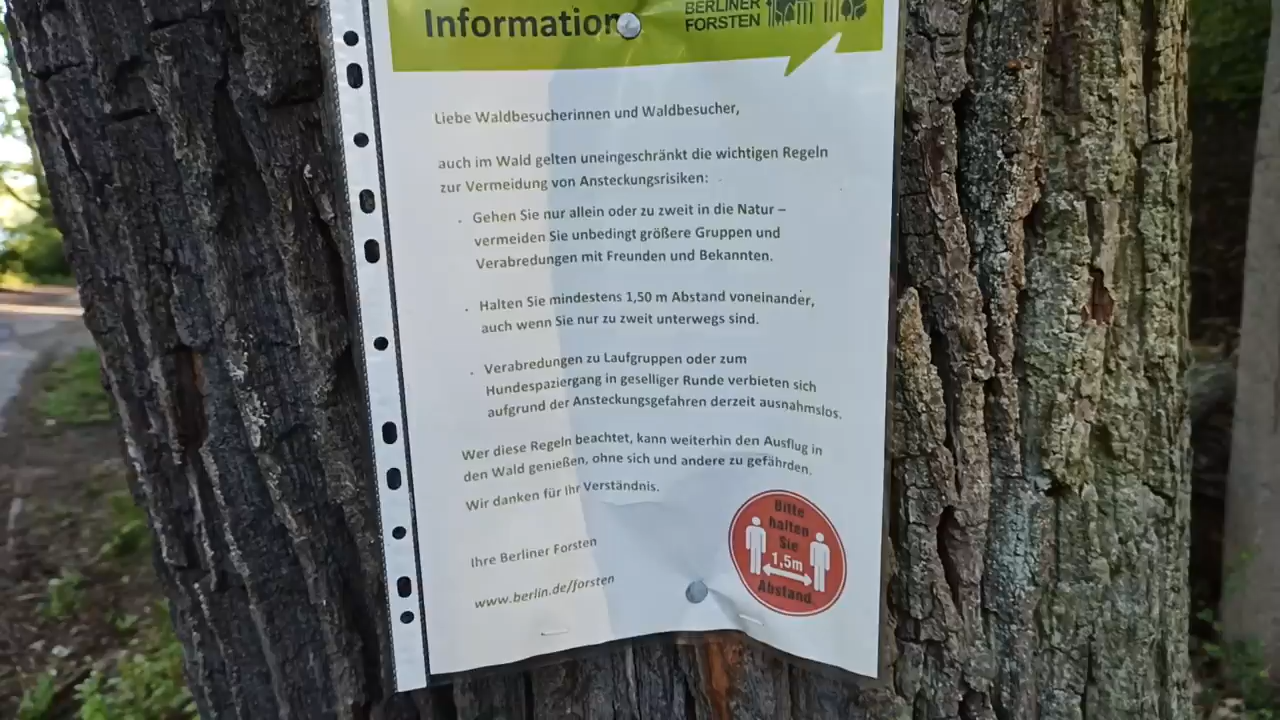 Information
BERLINER
FORSTEN
Liebe Waldbesucherinnen und Waldbesucher,
auch im Wald gelten uneingeschränkt die wichtigen Regeln
zur Vermeidung von Ansteckungsrisiken:
. Gehen Sie nur allein oder zu zweit in die Natur –
vermeiden Sie unbedingt größere Gruppen und
Verabredungen mit Freunden und Bekannten.
. Halten Sie mindestens 1,50 m Abstand voneinander,
auch wenn Sie nur zu zweit unterwegs sind.
. Verabredungen zu Laufgruppen oder zum
Hundespaziergang in geselliger Runde verbieten sich
aufgrund der Ansteckungsgefahren derzeit ausnahmslos.
Wer diese Regeln beachtet, kann weiterhin den Ausflug in
den Wald genießen, ohne sich und andere zu gefährden.
Wir danken für Ihr Verständnis.
Ihre Berliner Forsten
www.berlin.de/forsten
Bitte
halten
Sie
1,5m
Abstand